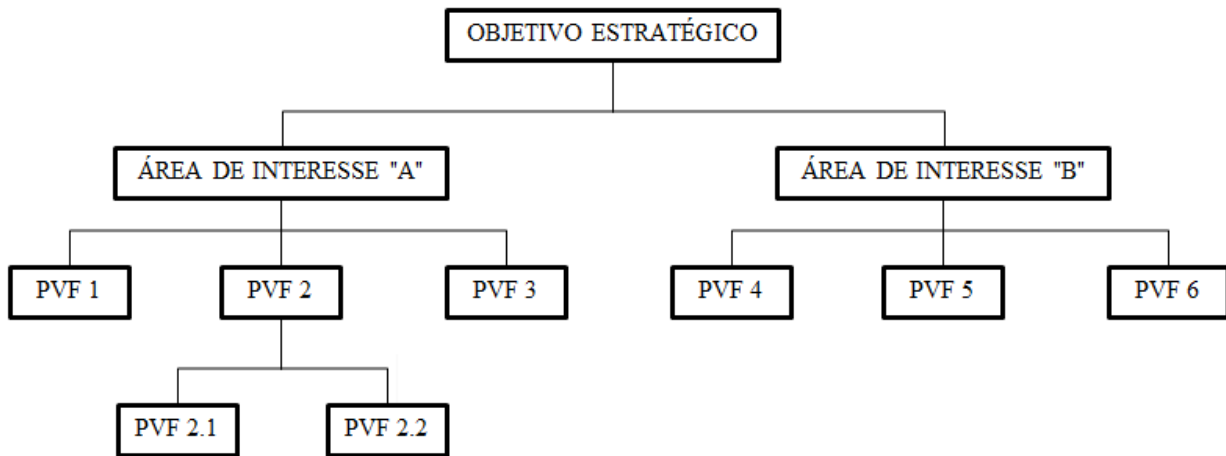 OBJETIVO ESTRATÉGICO
ÁREA DE INTERESSE "A"
ÁREA DE INTERESSE "B"
PVF 1
PVF 2
PVF 3
PVF 4
PVF 5
PVF 6
PVF 2.1
PVF 2.2